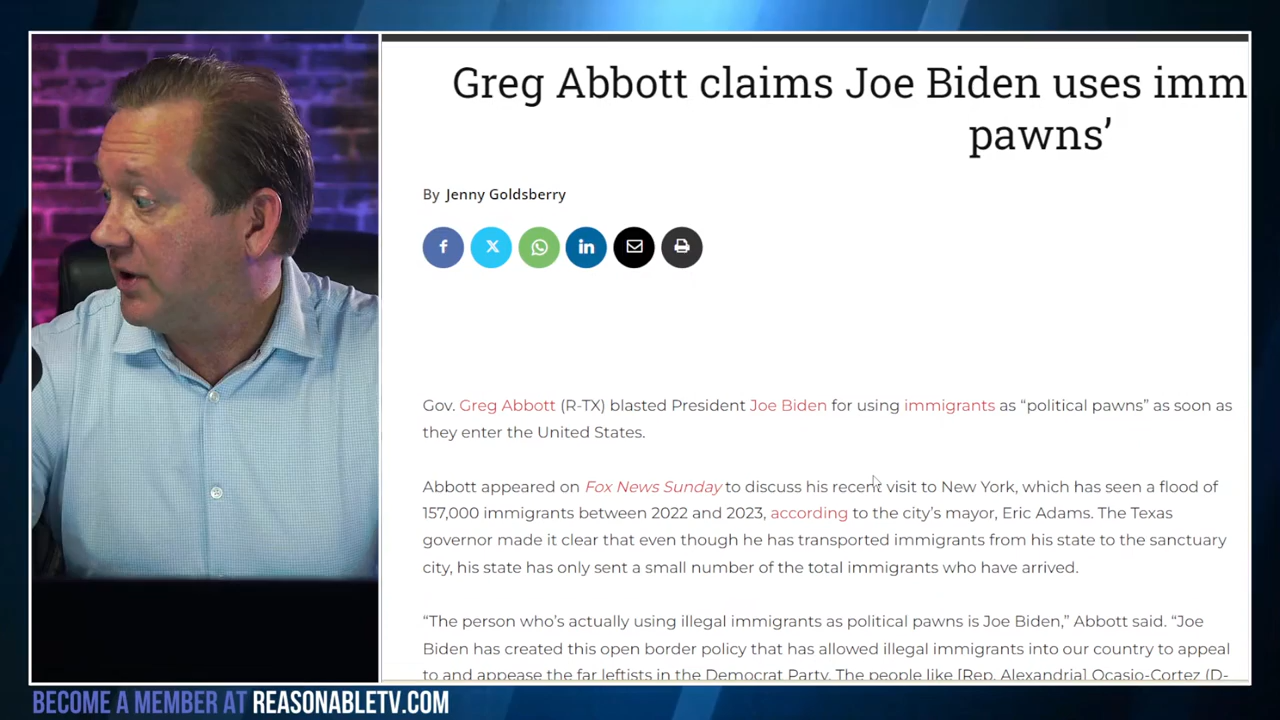 Greg Abbott claims Joe Biden uses imm
pawns’
By Jenny Goldsberry
Gov. Greg Abbott (R-TX) blasted President Joe Biden for using immigrants as “political pawns” as soon as
they enter the United States.
Abbott appeared on Fox News Sunday to discuss his recent visit to New York, which has seen a flood of
157,000 immigrants between 2022 and 2023, according to the city’s mayor, Eric Adams. The Texas
governor made it clear that even though he has transported immigrants from his state to the sanctuary
city, his state has only sent a small number of the total immigrants who have arrived.
“The person who’s actually using illegal immigrants as political pawns is Joe Biden,” Abbott said. “Joe
Biden has created this open border policy that has allowed illegal immigrants into our country to appeal
to and appease the far leftists in the Democrat Party. The people like [Rep. Alexandria] Ocasio-Cortez (D-
BECOME A MEMBER AT REASONABLETV.COM